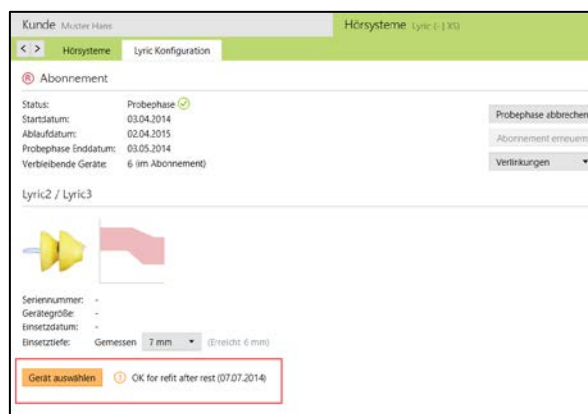 Kunde Muster Hans
Hörsysteme Lyric (-| XS)
< > Hörsysteme Lyric Konfiguration
® Abonnement
Status: Probephase
Startdatum: 03.04.2014
Ablaufdatum: 02.04.2015
Probephase Enddatum: 03.05.2014
Verbleibende Geräte: 6 (im Abonnement)
Probephase abbrechen
Abonnement erneuern
Verlinkungen
Lyric2 / Lyric3
Seriennummer: -
Gerätegröße: -
Einsetzdatum: -
Einsetztiefe: Gemessen 7 mm (Erreicht 6 mm)
Gerät auswählen OK for refit after rest (07.07.2014)